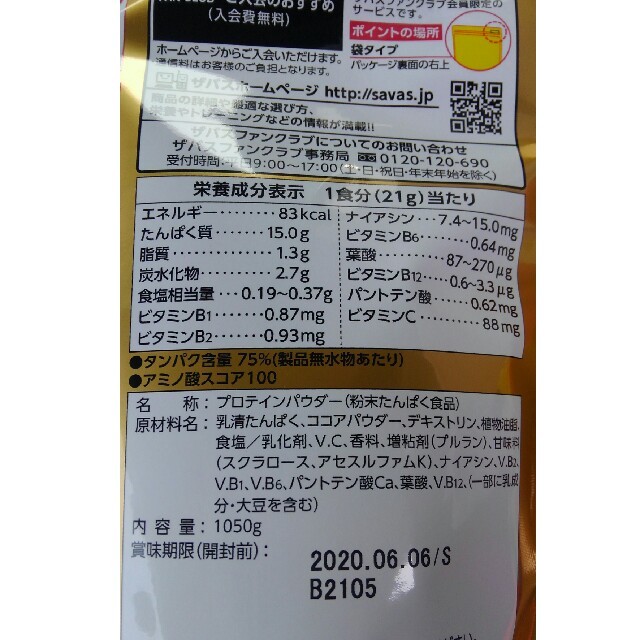 (入会費無料)
ザバスファンクラブ会員限定の
サービスです。
ポイントの場所
袋タイプ
パッケージ裏面の右上
ホームページからご入会いただけます。
通信料はお客様のご負担となります。
ザバスホームページ http://savas.jp
商品の詳細や最適な選び方、
栄養やトレーニングなどの情報が満載!!
ザバスファンクラブについてのお問い合わせ
ザバスファンクラブ事務局 0120-120-690
受付時間:平日9:00〜17:00(土・日・祝日・年末年始を除く)
栄養成分表示 1食分(21g)当たり
エネルギー········83kcal
たんぱく質········15.0g
脂質············1.3g
炭水化物·········2.7g
食塩相当量···0.19〜0.37g
ビタミンB1········0.87mg
ビタミンB2········0.93mg
ナイアシン···7.4〜15.0mg
ビタミンB6········0.64mg
葉酸·······87〜270μg
ビタミンB12···0.6〜3.3μg
パントテン酸····0.62mg
ビタミンC········88mg
●タンパク含量 75%(製品無水物あたり)
●アミノ酸スコア100
名称:プロテインパウダー(粉末たんぱく食品)
原材料名:乳清たんぱく、ココアパウダー、デキストリン、植物油脂、
食塩/乳化剤、V.C、香料、増粘剤(プルラン)、甘味料
(スクラロース、アセスルファムK)、ナイアシン、V.B2、
V.B1、V.B6、パントテン酸Ca、葉酸、V.B12、(一部に乳成
分・大豆を含む)
内容量:1050g
賞味期限(開封前):
2020.06.06/S
B2105